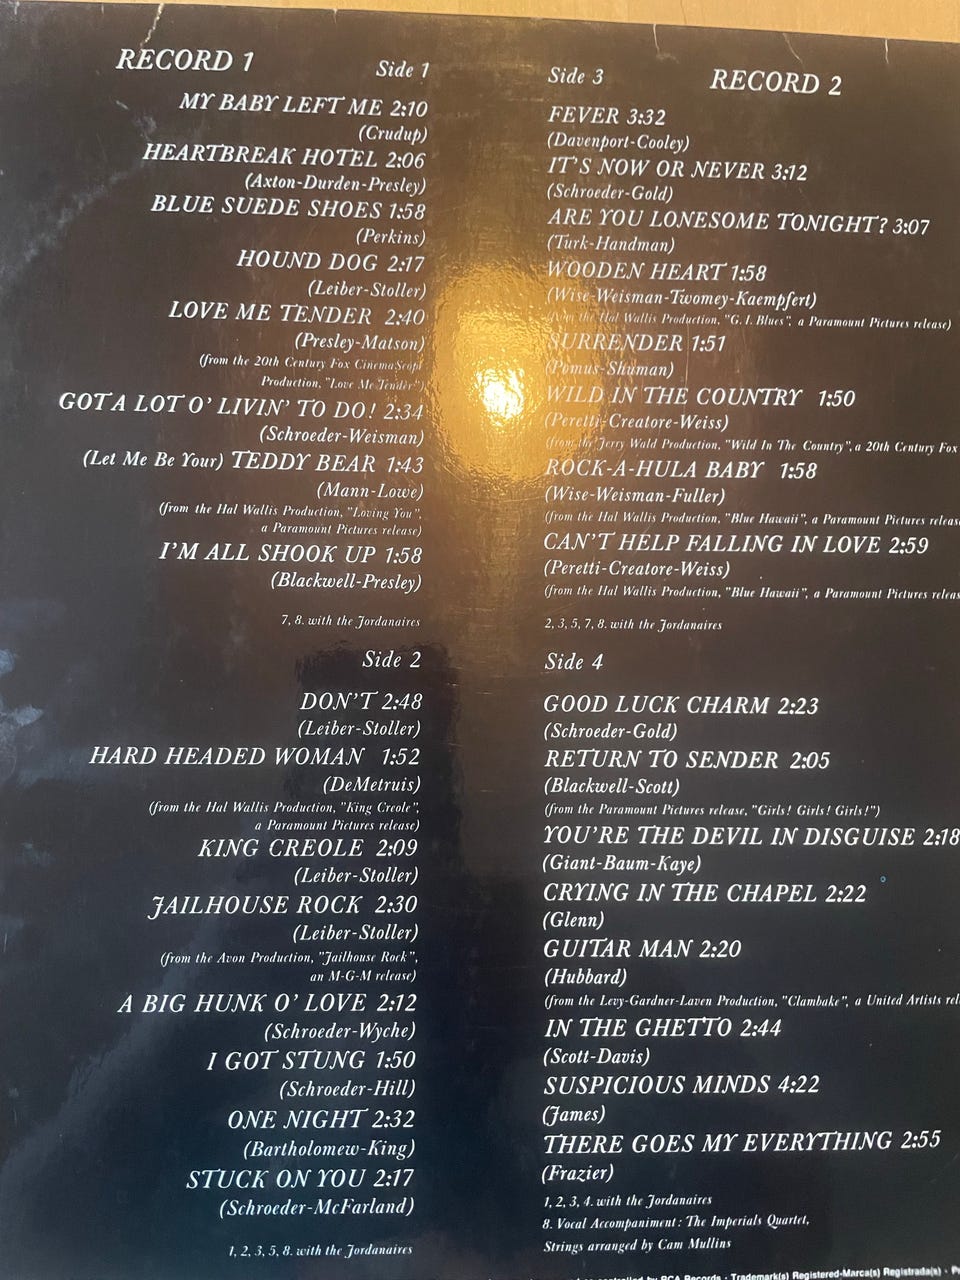 RECORD 1
Side 1
MY BABY LEFT ME 2:10
(Crudup)
HEARTBREAK HOTEL 2:06
(Axton-Durden-Presley)
BLUE SUEDE SHOES 1:58
(Perkins)
HOUND DOG 2:17
(Leiber-Stoller)
LOVE ME TENDER 2:40
(Presley-Matson)
(from the 20th Century Fox CinemaScope
Production, "Love Me Tender")
GOT A LOT O' LIVIN' TO DO! 2:34
(Schroeder-Weisman)
(Let Me Be Your) TEDDY BEAR 1:43
(Mann-Lowe)
(from the Hal Wallis Production, "Loving You",
a Paramount Pictures release)
I'M ALL SHOOK UP 1:58
(Blackwell-Presley)
7, 8. with the Jordanaires
Side 2
DON'T 2:48
(Leiber-Stoller)
HARD HEADED WOMAN 1:52
(DeMetruis)
(from the Hal Wallis Production, "King Creole",
a Paramount Pictures release)
KING CREOLE 2:09
(Leiber-Stoller)
JAILHOUSE ROCK 2:30
(Leiber-Stoller)
(from the Avon Production, "Jailhouse Rock",
an M-G-M release)
A BIG HUNK O' LOVE 2:12
(Schroeder-Wyche)
I GOT STUNG 1:50
(Schroeder-Hill)
ONE NIGHT 2:32
(Bartholomew-King)
STUCK ON YOU 2:17
(Schroeder-McFarland)
1, 2, 3, 5, 8. with the Jordanaires
Side 3
RECORD 2
FEVER 3:32
(Davenport-Cooley)
IT'S NOW OR NEVER 3:12
(Schroeder-Gold)
ARE YOU LONESOME TONIGHT? 3:07
(Turk-Handman)
WOODEN HEART 1:58
(Wise-Weisman-Twomey-Kaempfert)
(from the Hal Wallis Production, "G. I. Blues", a Paramount Pictures release)
SURRENDER 1:51
(Pomus-Shuman)
WILD IN THE COUNTRY 1:50
(Peretti-Creatore-Weiss)
(from the Jerry Wald Production, "Wild In The Country", a 20th Century Fox
ROCK-A-HULA BABY 1:58
(Wise-Weisman-Fuller)
(from the Hal Wallis Production, "Blue Hawaii", a Paramount Pictures releas
CAN'T HELP FALLING IN LOVE 2:59
(Peretti-Creatore-Weiss)
(from the Hal Wallis Production, "Blue Hawaii", a Paramount Pictures releas
2, 3, 5, 7, 8. with the Jordanaires
Side 4
GOOD LUCK CHARM 2:23
(Schroeder-Gold)
RETURN TO SENDER 2:05
(Blackwell-Scott)
(from the Paramount Pictures release, "Girls! Girls! Girls!")
YOU'RE THE DEVIL IN DISGUISE 2:18
(Giant-Baum-Kaye)
CRYING IN THE CHAPEL 2:22
(Glenn)
GUITAR MAN 2:20
(Hubbard)
(from the Levy-Gardner-Laven Production, "Clambake", a United Artists rel
IN THE GHETTO 2:44
(Scott-Davis)
SUSPICIOUS MINDS 4:22
(James)
THERE GOES MY EVERYTHING 2:55
(Frazier)
1, 2, 3, 4. with the Jordanaires
8. Vocal Accompaniment: The Imperials Quartet,
Strings arranged by Cam Mullins
controlled by RCA Records · Trademark(s) Registered-Marca(s) Registrada(s) ·